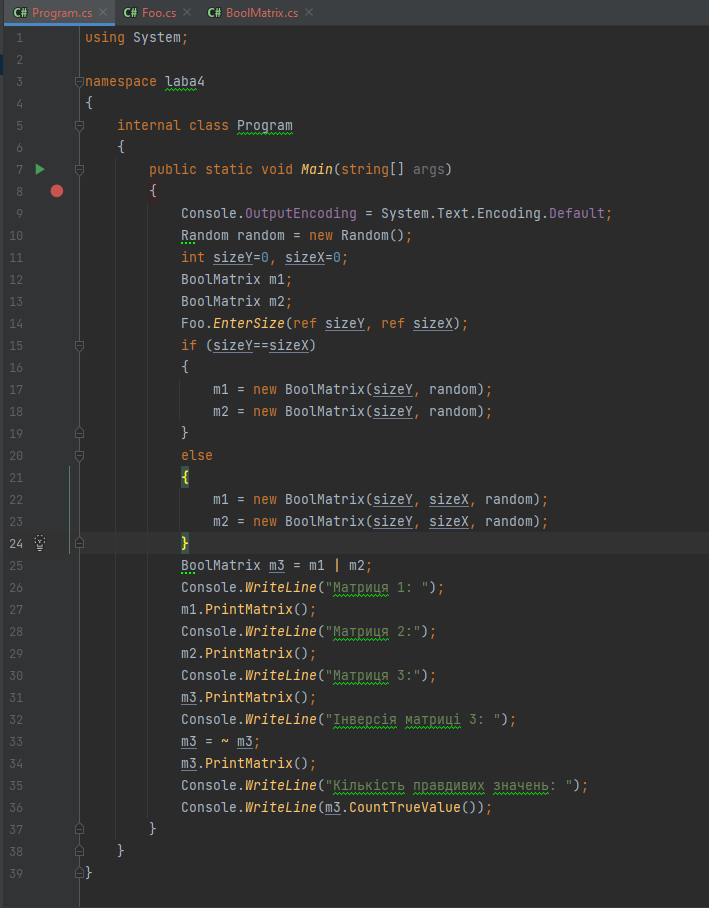 C# Program.cs × C# Foo.cs × C# BoolMatrix.cs ×
1 using System;
2
3 namespace laba4
4 {
5 internal class Program
6 {
7 public static void Main(string[] args)
8 {
9 Console.OutputEncoding = System.Text.Encoding.Default;
10 Random random = new Random();
11 int sizeY=0, sizeX=0;
12 BoolMatrix m1;
13 BoolMatrix m2;
14 Foo.EnterSize(ref sizeY, ref sizeX);
15 if (sizeY==sizeX)
16 {
17 m1 = new BoolMatrix(sizeY, random);
18 m2 = new BoolMatrix(sizeY, random);
19 }
20 else
21 {
22 m1 = new BoolMatrix(sizeY, sizeX, random);
23 m2 = new BoolMatrix(sizeY, sizeX, random);
24 }
25 BoolMatrix m3 = m1 | m2;
26 Console.WriteLine("Матриця 1: ");
27 m1.PrintMatrix();
28 Console.WriteLine("Матриця 2:");
29 m2.PrintMatrix();
30 Console.WriteLine("Матриця 3:");
31 m3.PrintMatrix();
32 Console.WriteLine("Інверсія матриці 3: ");
33 m3 = ~ m3;
34 m3.PrintMatrix();
35 Console.WriteLine("Кількість правдивих значень: ");
36 Console.WriteLine(m3.CountTrueValue());
37 }
38 }
39 }